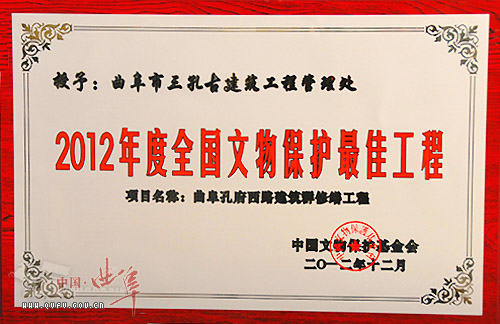 授予：曲阜市三孔古建筑工程管理处
2012年度全国文物保护最佳工程
项目名称：曲阜孔府西路建筑群修缮工程
中国文物保护基金会
二〇一二年十二月
中国·曲阜
www.QUFU.GOV.CN